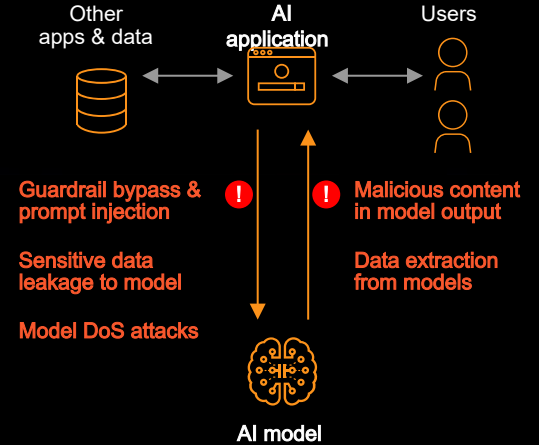 Other
apps & data
AI
application
Users
!
!
Guardrail bypass &
prompt injection
Sensitive data
leakage to model
Model DoS attacks
Malicious content
in model output
Data extraction
from models
AI model